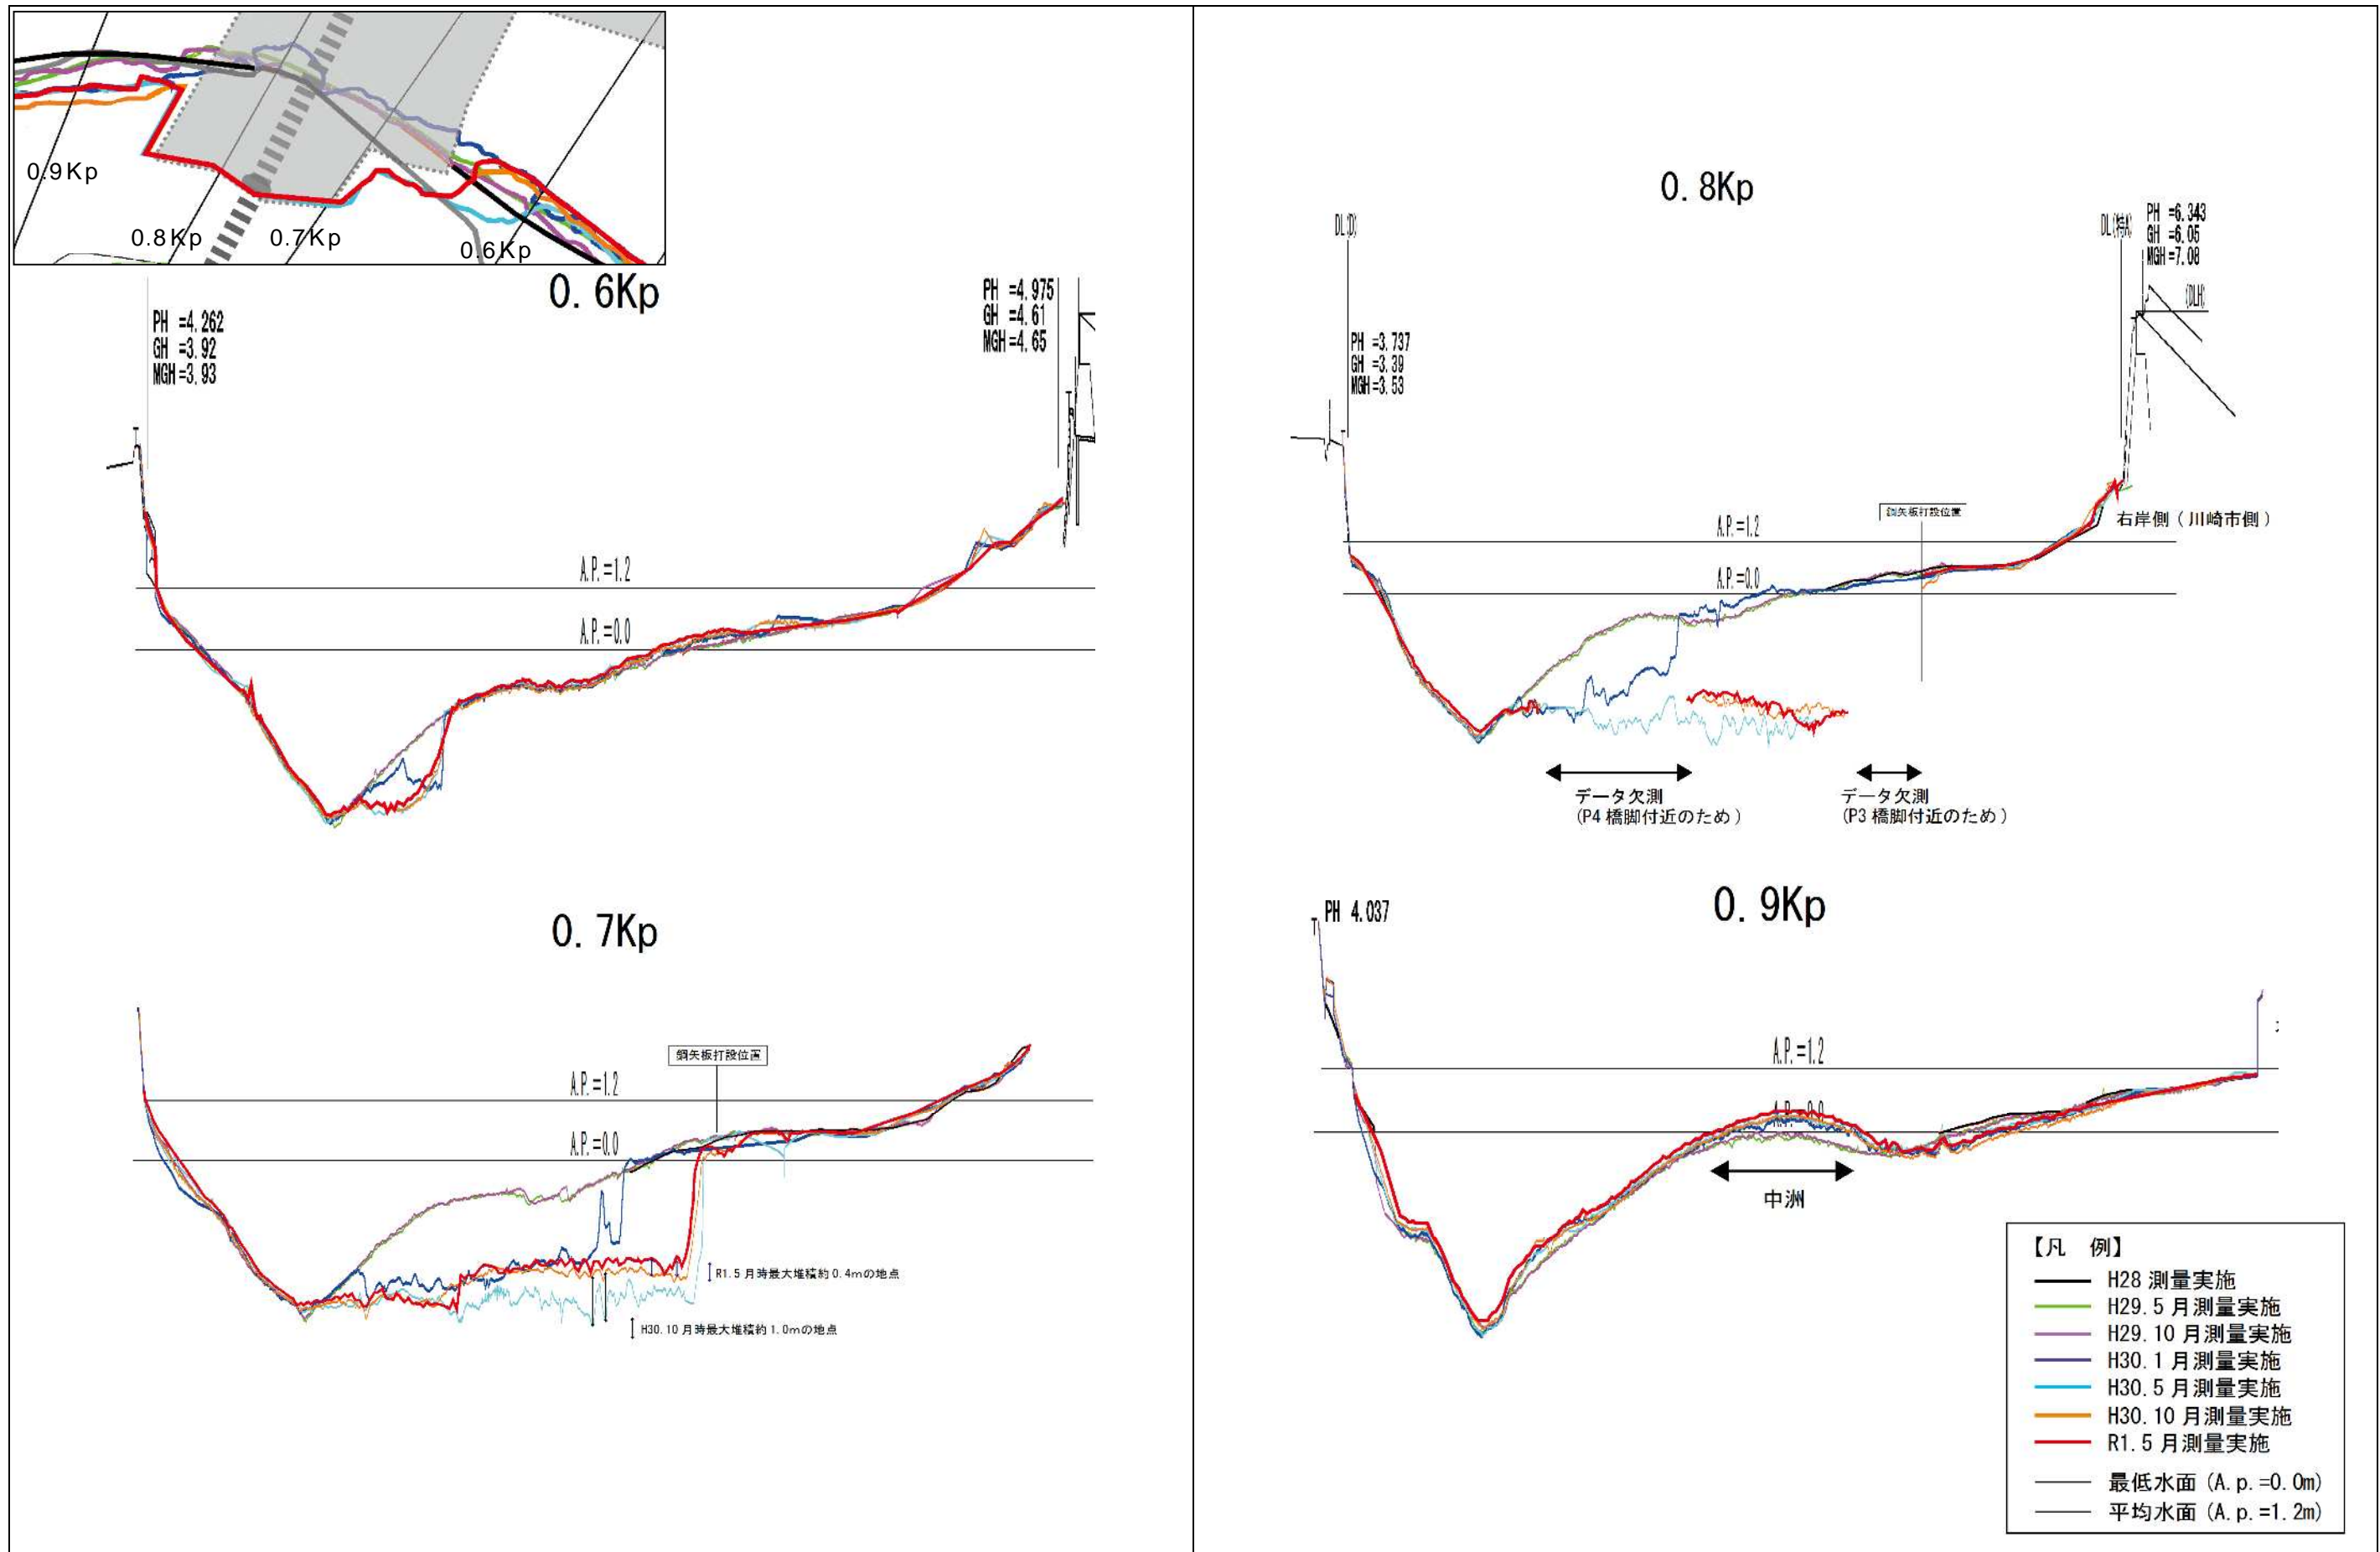 0.9Kp
0.8Kp
0.7Kp
0.6Kp
0.6Kp
PH =4.262
GH =3.92
MGH=3.93
PH =4.975
GH =4.61
MGH=4.65
A.P.=1.2
A.P.=0.0
0.7Kp
鋼矢板打設位置
A.P.=1.2
A.P.=0.0
R1.5月時最大堆積約0.4mの地点
H30.10月時最大堆積約1.0mの地点
0.8Kp
DL(D)
DL(特A)
PH =6.343
GH =6.05
MGH=7.08
(DLH)
PH =3.737
GH =3.39
MGH=3.53
鋼矢板打設位置
右岸側(川崎市側)
A.P.=1.2
A.P.=0.0
データ欠測
(P4橋脚付近のため)
データ欠測
(P3橋脚付近のため)
0.9Kp
PH 4.037
A.P.=1.2
A.P.=0.0
中洲
【凡 例】
H28測量実施
H29.5月測量実施
H29.10月測量実施
H30.1月測量実施
H30.5月測量実施
H30.10月測量実施
R1.5月測量実施
最低水面(A.p.=0.0m)
平均水面(A.p.=1.2m)